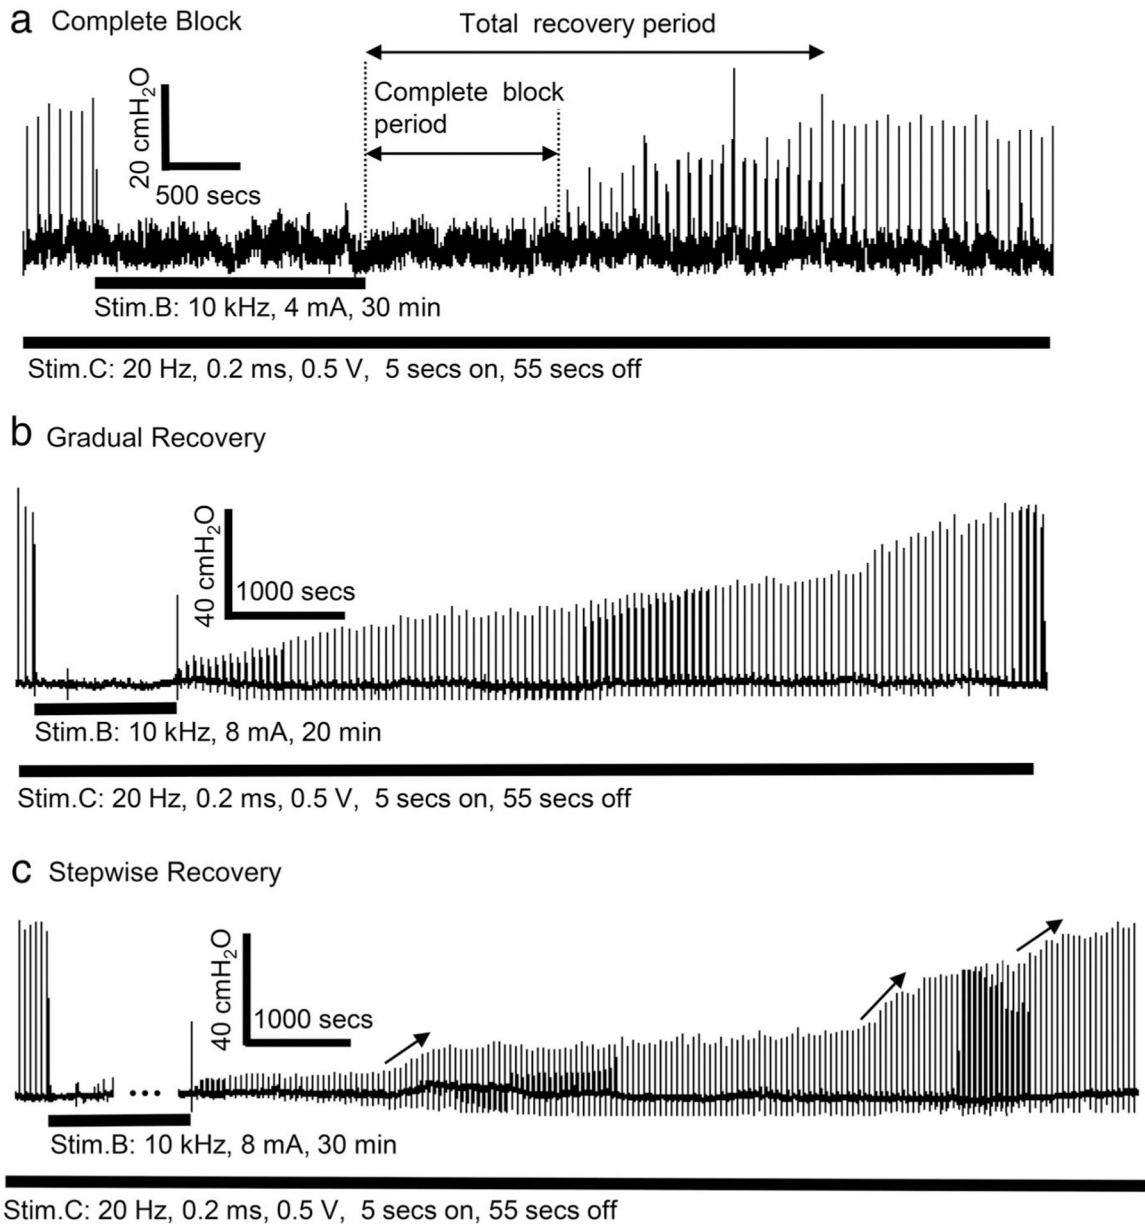 a Complete Block
Total recovery period
Complete block
period
20 cmH2O
500 secs
Stim.B: 10 kHz, 4 mA, 30 min
Stim.C: 20 Hz, 0.2 ms, 0.5 V, 5 secs on, 55 secs off
b Gradual Recovery
40 cmH2O
1000 secs
Stim.B: 10 kHz, 8 mA, 20 min
Stim.C: 20 Hz, 0.2 ms, 0.5 V, 5 secs on, 55 secs off
c Stepwise Recovery
40 cmH2O
1000 secs
Stim.B: 10 kHz, 8 mA, 30 min
Stim.C: 20 Hz, 0.2 ms, 0.5 V, 5 secs on, 55 secs off